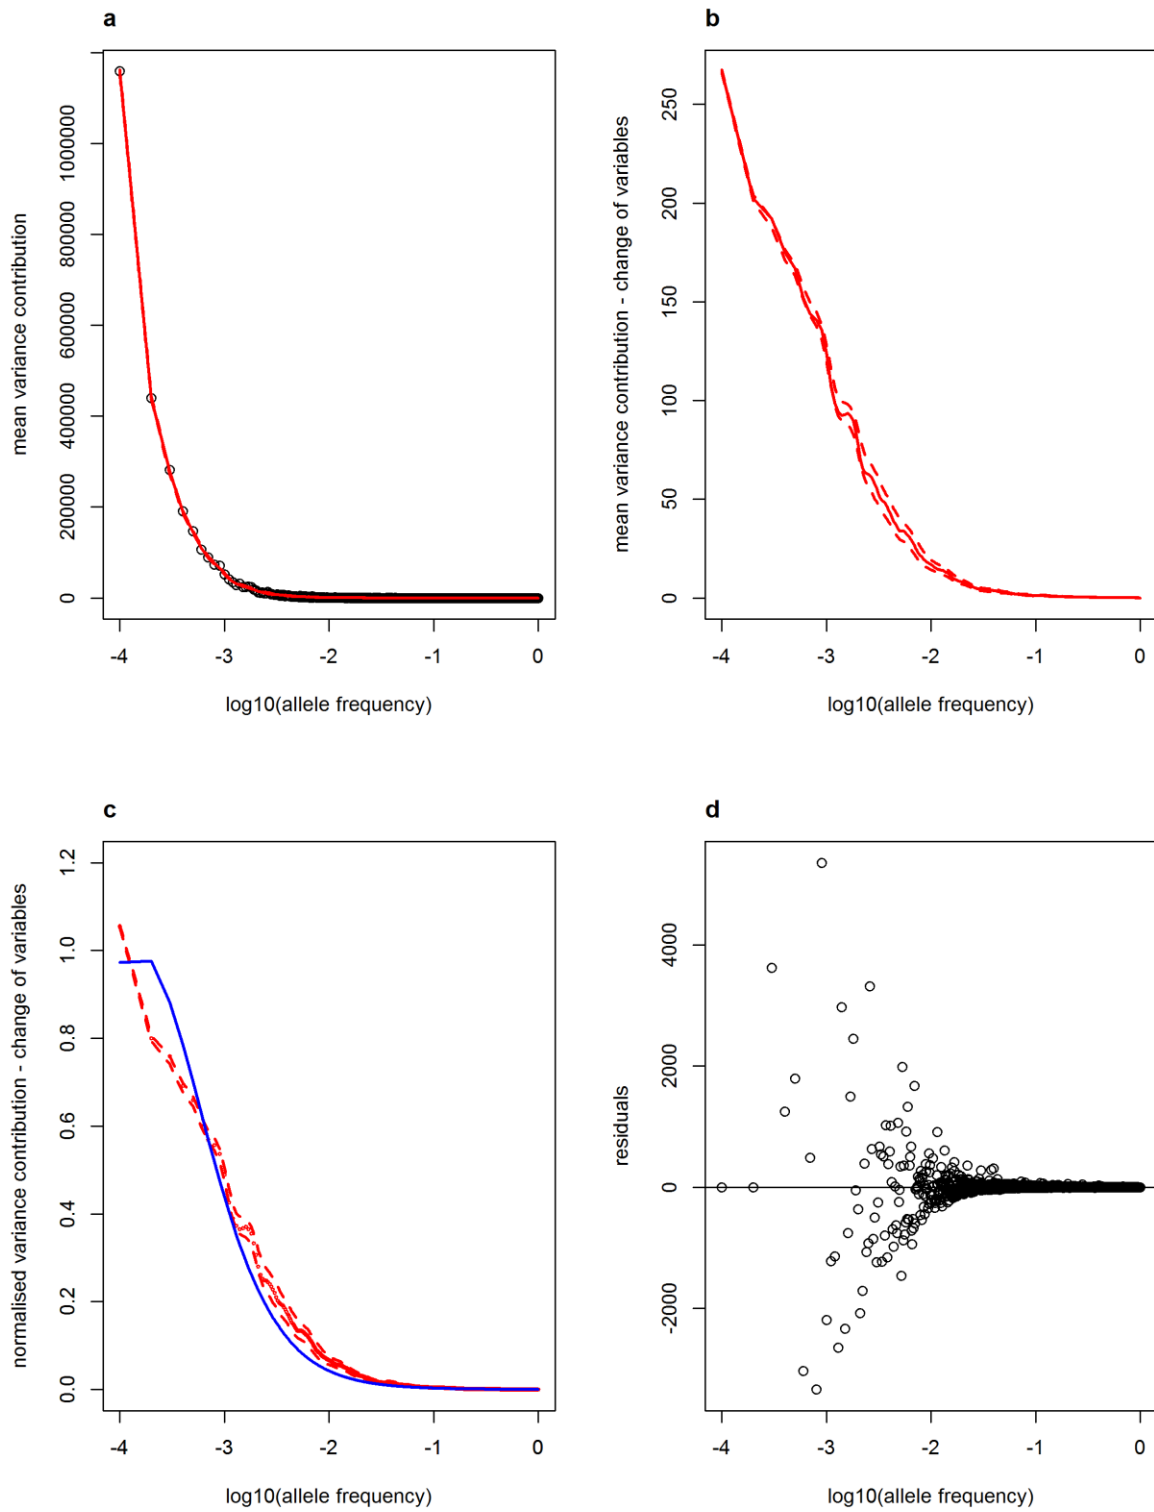 a
mean variance contribution
1000000
800000
600000
400000
200000
0
-4 -3 -2 -1 0
log10(allele frequency)
b
mean variance contribution - change of variables
250
200
150
100
50
0
-4 -3 -2 -1 0
log10(allele frequency)
c
normalised variance contribution - change of variables
1.2
1.0
0.8
0.6
0.4
0.2
0.0
-4 -3 -2 -1 0
log10(allele frequency)
d
residuals
4000
2000
0
-2000
-4 -3 -2 -1 0
log10(allele frequency)